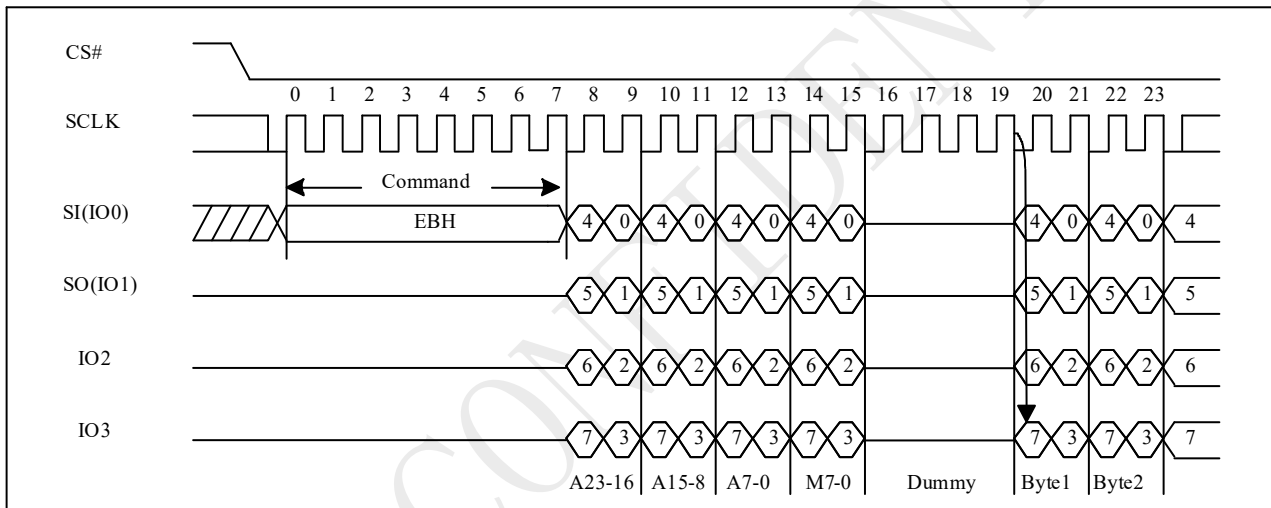 CS#
0 1 2 3 4 5 6 7 8 9 10 11 12 13 14 15 16 17 18 19 20 21 22 23
SCLK
Command
SI(IO0) EBH 4 0 4 0 4 0 4 0 4 0 4 0 4
SO(IO1) 5 1 5 1 5 1 5 1 5 1 5 1 5
IO2 6 2 6 2 6 2 6 2 6 2 6 2 6
IO3 7 3 7 3 7 3 7 3 7 3 7 3 7
A23-16 A15-8 A7-0 M7-0 Dummy Byte1 Byte2
CONFIDENT